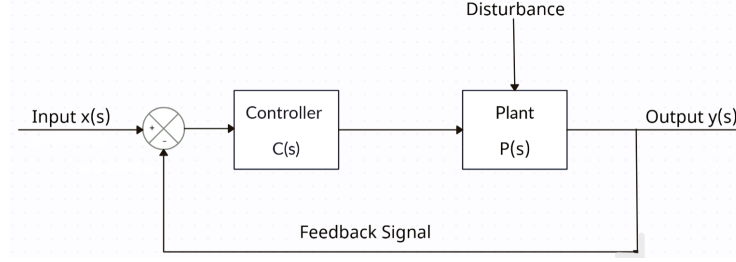 Disturbance
Input x(s)
+
-
Controller
C(s)
Plant
P(s)
Output y(s)
Feedback Signal